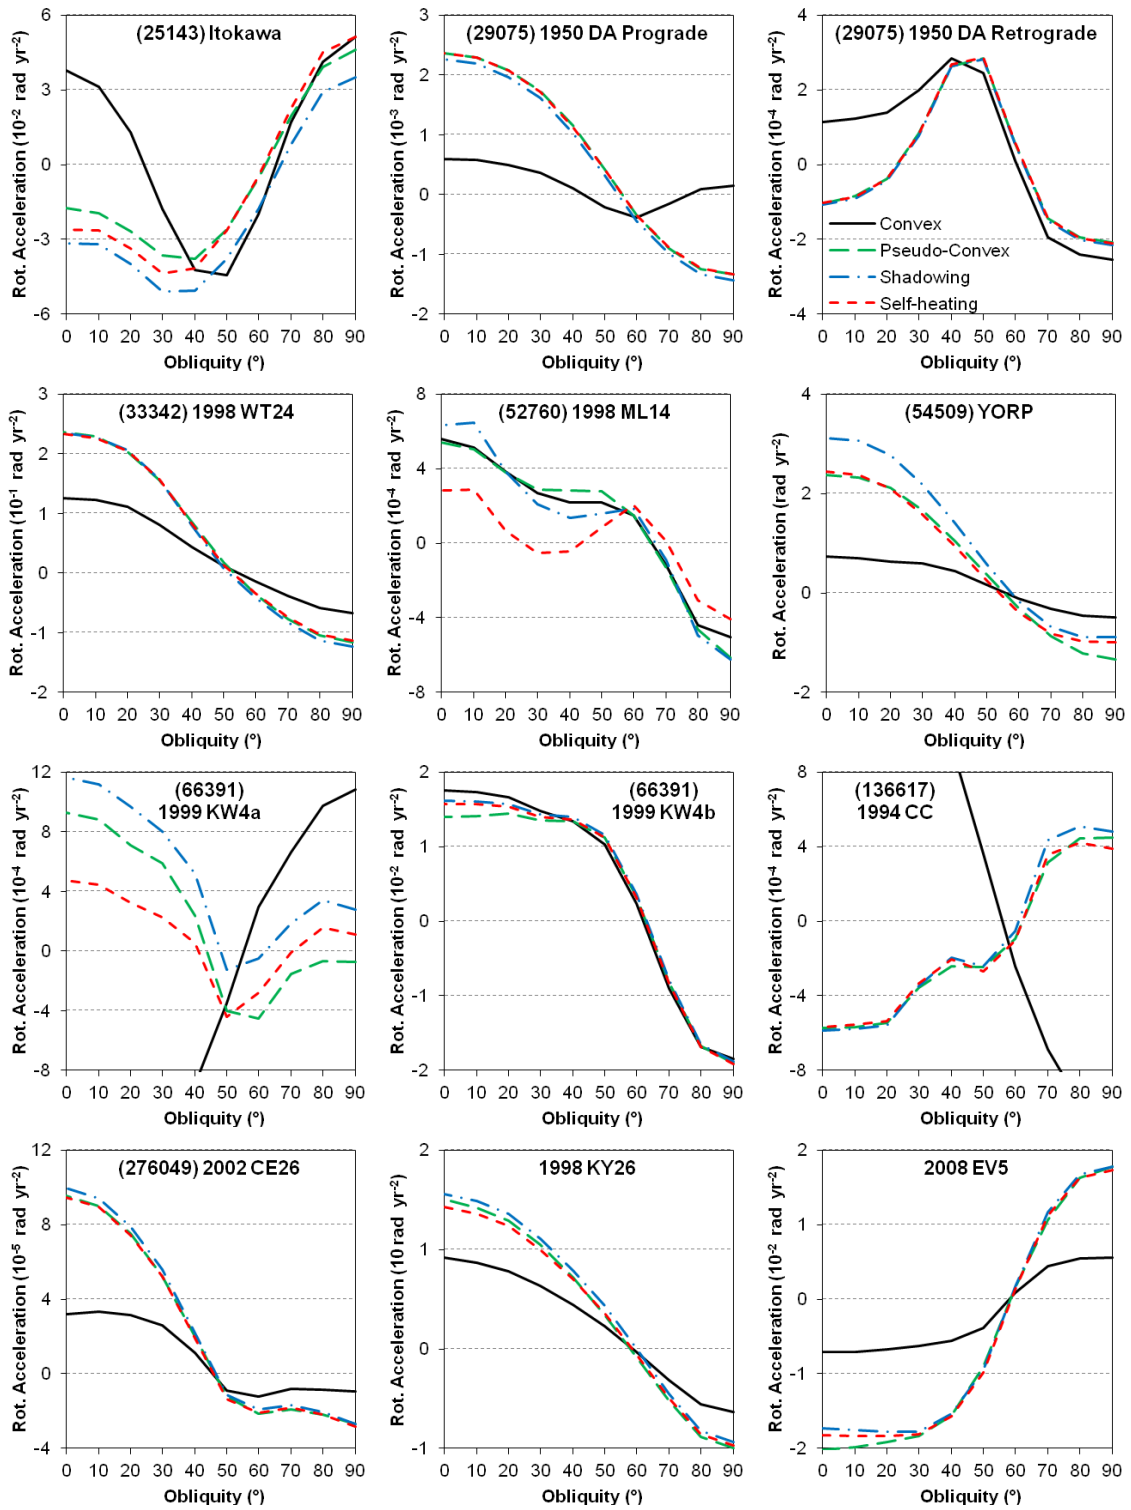 (25143) Itokawa
Rot. Acceleration (10⁻² rad yr⁻²)
6
3
0
-3
-6
0 10 20 30 40 50 60 70 80 90
Obliquity (°)
(29075) 1950 DA Prograde
Rot. Acceleration (10⁻³ rad yr⁻²)
3
2
1
0
-1
-2
0 10 20 30 40 50 60 70 80 90
Obliquity (°)
(29075) 1950 DA Retrograde
Rot. Acceleration (10⁻⁴ rad yr⁻²)
4
2
0
-2
-4
Convex
Pseudo-Convex
Shadowing
Self-heating
0 10 20 30 40 50 60 70 80 90
Obliquity (°)
(33342) 1998 WT24
Rot. Acceleration (10⁻¹ rad yr⁻²)
3
2
1
0
-1
-2
0 10 20 30 40 50 60 70 80 90
Obliquity (°)
(52760) 1998 ML14
Rot. Acceleration (10⁻⁴ rad yr⁻²)
8
4
0
-4
-8
0 10 20 30 40 50 60 70 80 90
Obliquity (°)
(54509) YORP
Rot. Acceleration (rad yr⁻²)
4
2
0
-2
0 10 20 30 40 50 60 70 80 90
Obliquity (°)
(66391)
1999 KW4a
Rot. Acceleration (10⁻⁴ rad yr⁻²)
12
8
4
0
-4
-8
0 10 20 30 40 50 60 70 80 90
Obliquity (°)
(66391)
1999 KW4b
Rot. Acceleration (10⁻² rad yr⁻²)
2
1
0
-1
-2
0 10 20 30 40 50 60 70 80 90
Obliquity (°)
(136617)
1994 CC
Rot. Acceleration (10⁻⁴ rad yr⁻²)
8
4
0
-4
-8
0 10 20 30 40 50 60 70 80 90
Obliquity (°)
(276049) 2002 CE26
Rot. Acceleration (10⁻⁵ rad yr⁻²)
12
8
4
0
-4
0 10 20 30 40 50 60 70 80 90
Obliquity (°)
1998 KY26
Rot. Acceleration (10 rad yr⁻²)
2
1
0
-1
0 10 20 30 40 50 60 70 80 90
Obliquity (°)
2008 EV5
Rot. Acceleration (10⁻² rad yr⁻²)
2
1
0
-1
-2
0 10 20 30 40 50 60 70 80 90
Obliquity (°)